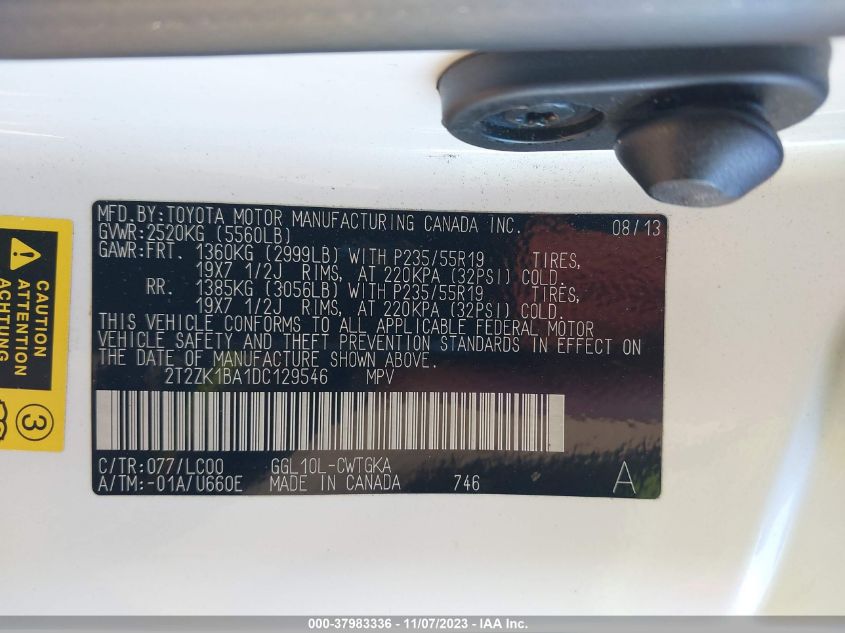 MFD.BY:TOYOTA MOTOR MANUFACTURING CANADA INC. 08/13
GVWR:2520KG (5560LB)
GAWR:FRT. 1360KG (2999LB) WITH P235/55R19 TIRES,
19X7 1/2J RIMS, AT 220KPA (32PSI) COLD.
RR. 1385KG (3056LB) WITH P235/55R19 TIRES,
19X7 1/2J RIMS, AT 220KPA (32PSI) COLD.
THIS VEHICLE CONFORMS TO ALL APPLICABLE FEDERAL MOTOR
VEHICLE SAFETY AND THEFT PREVENTION STANDARDS IN EFFECT ON
THE DATE OF MANUFACTURE SHOWN ABOVE.
2T2ZK1BA1DC129546 MPV
C/TR:077/LC00 GGL10L-CWTGKA
A/TM:-01A/U660E MADE IN CANADA 746 A
CAUTION
ACHTUNG
3
000-37983336 - 11/07/2023 - IAA Inc.